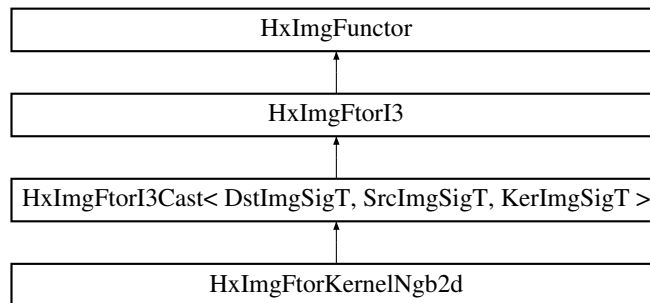 HxImgFunctor
HxImgFtorI3
HxImgFtorI3Cast< DstImgSigT, SrcImgSigT, KerImgSigT >
HxImgFtorKernelNgb2d